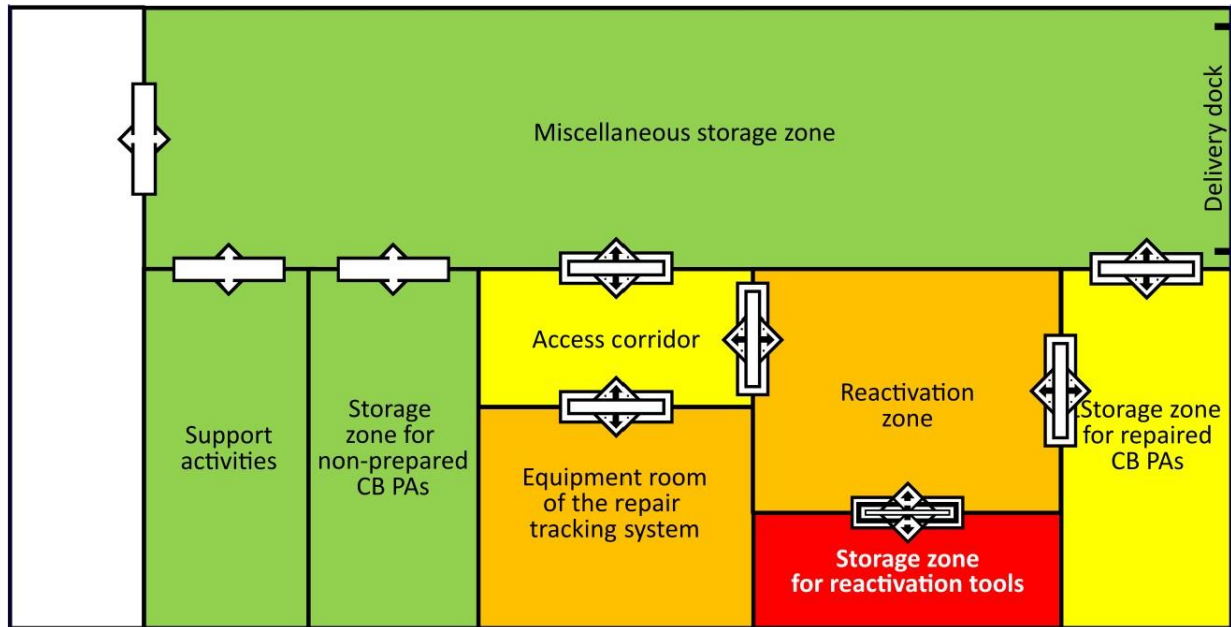 Miscellaneous storage zone
Delivery dock
Access corridor
Reactivation
zone
Support
activities
Storage
zone for
non-prepared
CB PAs
Equipment room
of the repair
tracking system
Storage zone
for repaired
CB PAs
Storage zone
for reactivation tools